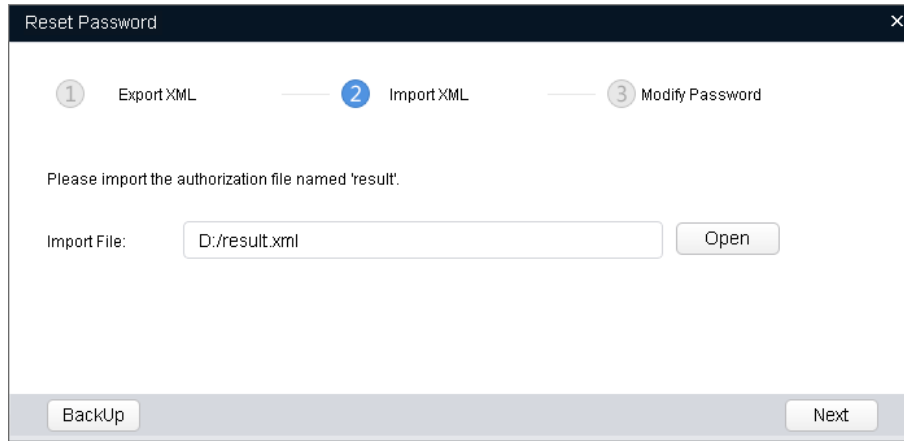 Reset Password
1 Export XML 2 Import XML 3 Modify Password
Please import the authorization file named 'result'.
Import File: D:/result.xml Open
BackUp Next